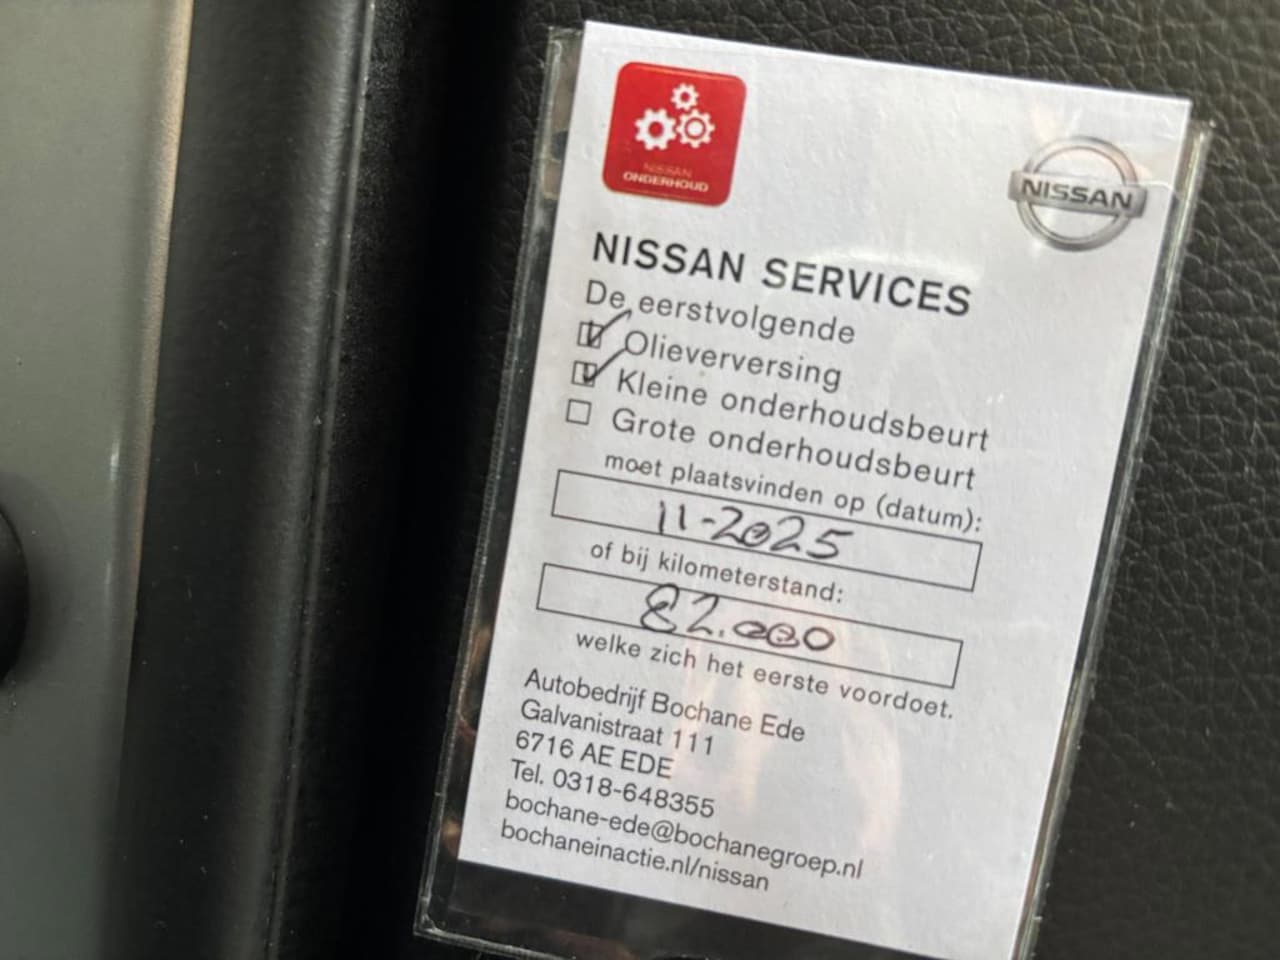 NISSAN
ONDERHOUD
NISSAN
NISSAN SERVICES
De eerstvolgende
Olieverversing
Kleine onderhoudsbeurt
Grote onderhoudsbeurt
moet plaatsvinden op (datum):
11-2025
of bij kilometerstand:
82.000
welke zich het eerste voordoet.
Autobedrijf Bochane Ede
Galvanistraat 111
6716 AE EDE
Tel. 0318-648355
bochane-ede@bochanegroep.nl
bochaneinactie.nl/nissan